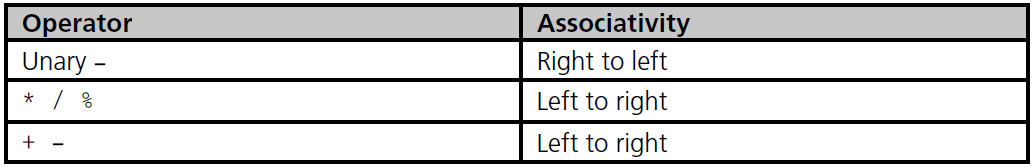 Operator Associativity
Unary – Right to left
* / % Left to right
+ – Left to right